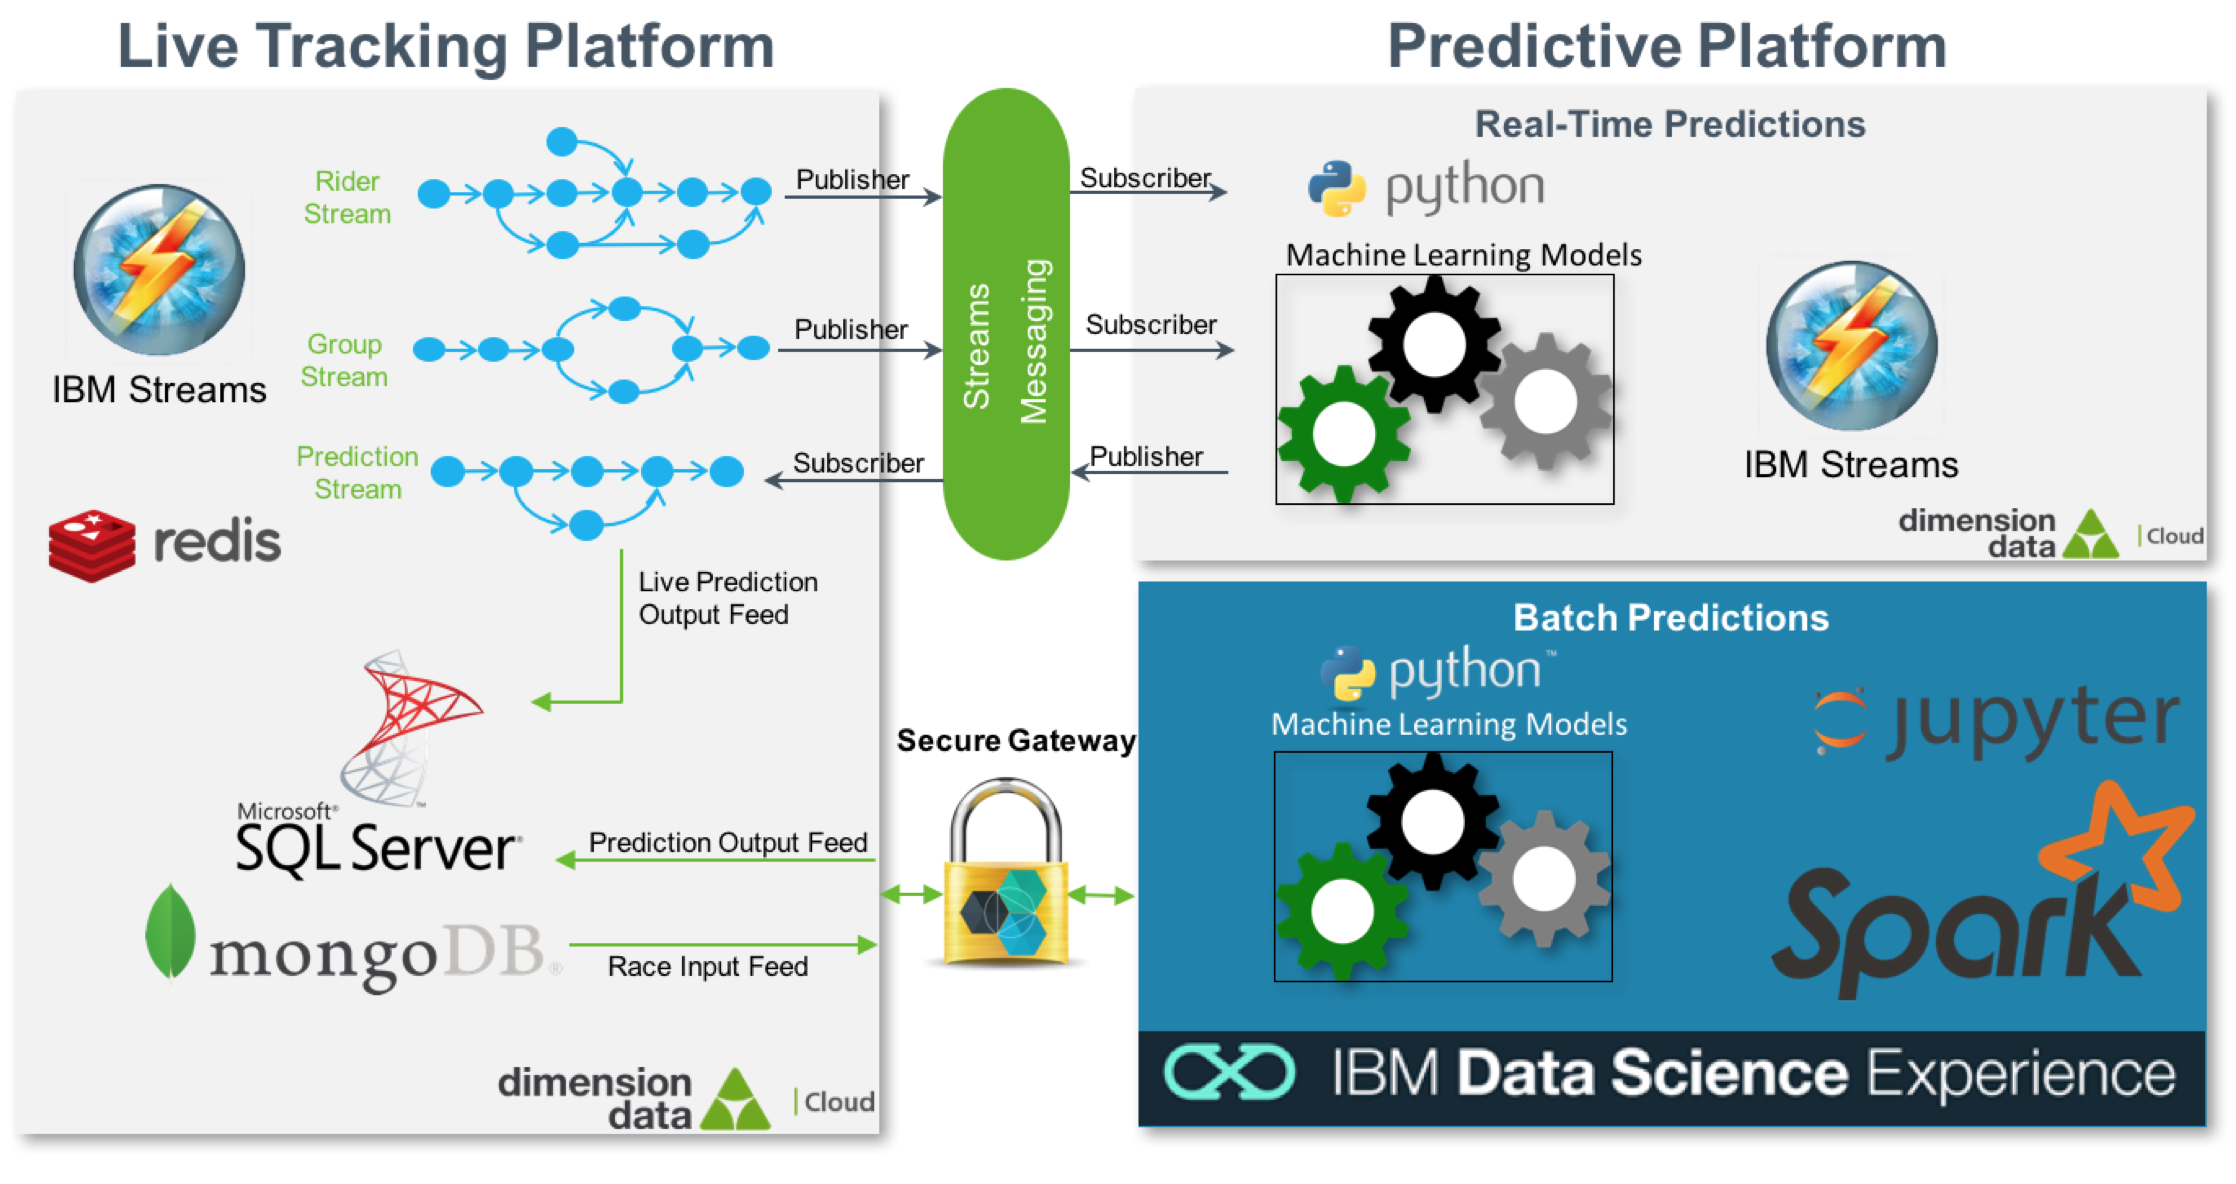 Live Tracking Platform
Predictive Platform
Rider
Stream
Publisher
Subscriber
IBM Streams
Group
Stream
Publisher
Subscriber
Prediction
Stream
Subscriber
Publisher
Streams
Messaging
redis
Live Prediction
Output Feed
Microsoft®
SQL Server®
™
Prediction Output Feed
mongoDB®
Race Input Feed
dimension
data
| Cloud
Secure Gateway
Real-Time Predictions
python
Machine Learning Models
IBM Streams
dimension
data
| Cloud
Batch Predictions
python™
Machine Learning Models
jupyter
Spark
IBM Data Science Experience